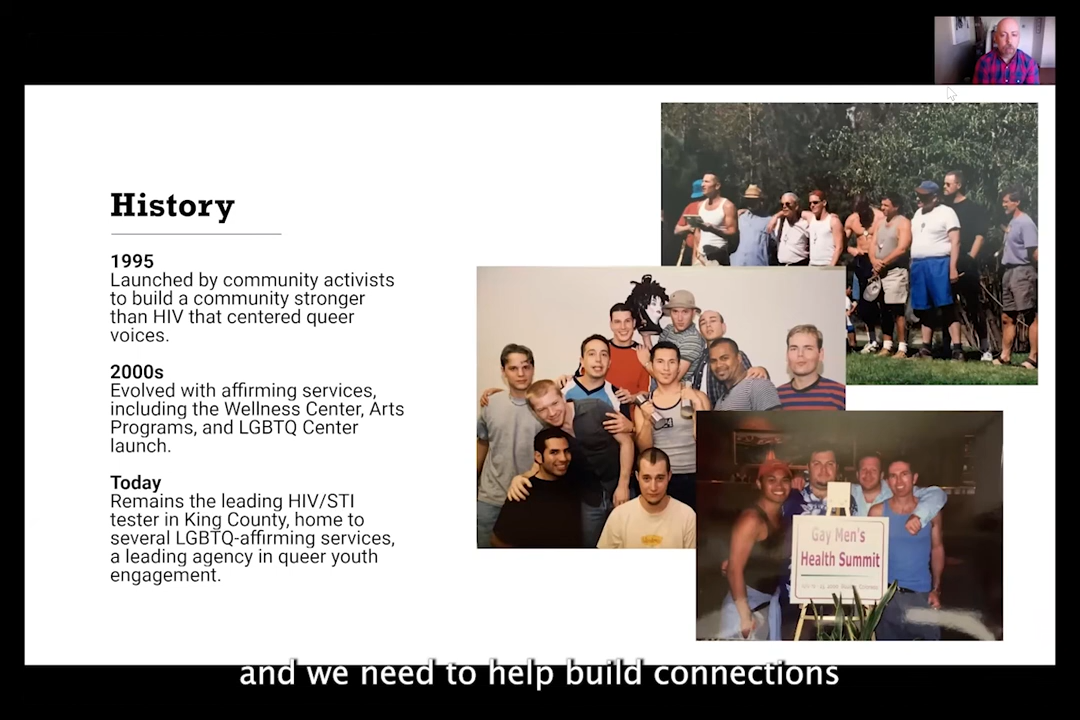 History
1995
Launched by community activists
to build a community stronger
than HIV that centered queer
voices.
2000s
Evolved with affirming services,
including the Wellness Center, Arts
Programs, and LGBTQ Center
launch.
Today
Remains the leading HIV/STI
tester in King County, home to
several LGBTQ-affirming services,
a leading agency in queer youth
engagement.
Gay Men's
Health Summit
and we need to help build connections